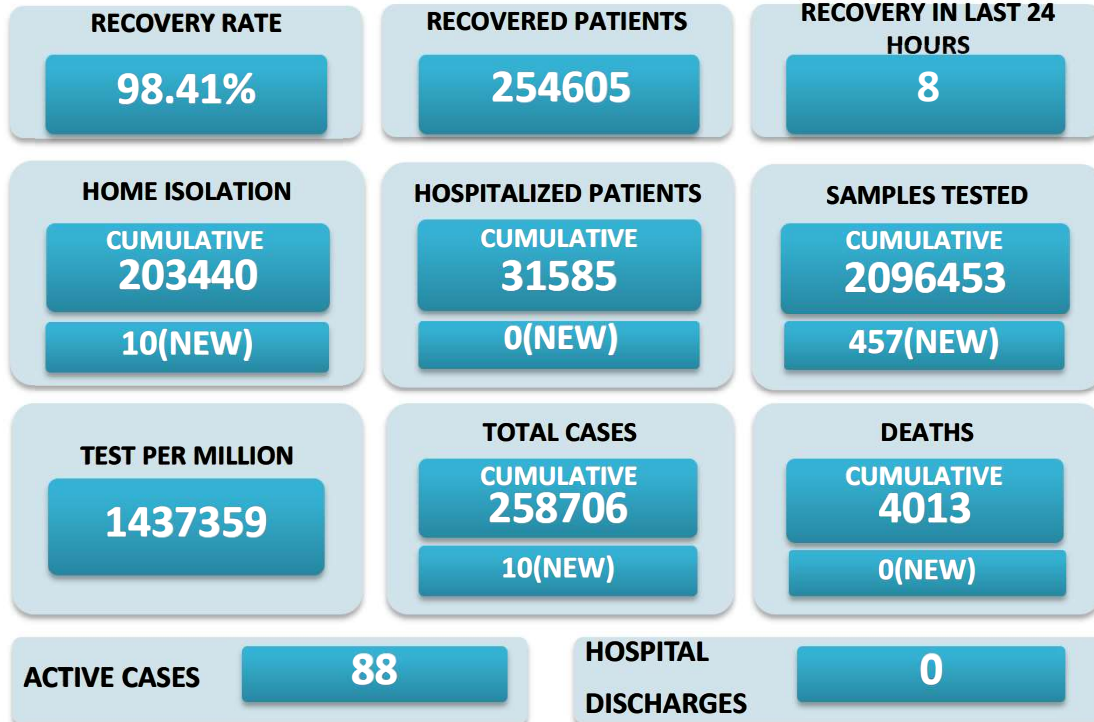 RECOVERY RATE
98.41%
RECOVERED PATIENTS
254605
RECOVERY IN LAST 24
HOURS
8
HOME ISOLATION
CUMULATIVE
203440
10(NEW)
HOSPITALIZED PATIENTS
CUMULATIVE
31585
0(NEW)
SAMPLES TESTED
CUMULATIVE
2096453
457(NEW)
TEST PER MILLION
1437359
TOTAL CASES
CUMULATIVE
258706
10(NEW)
DEATHS
CUMULATIVE
4013
0(NEW)
ACTIVE CASES
88
HOSPITAL
DISCHARGES
0